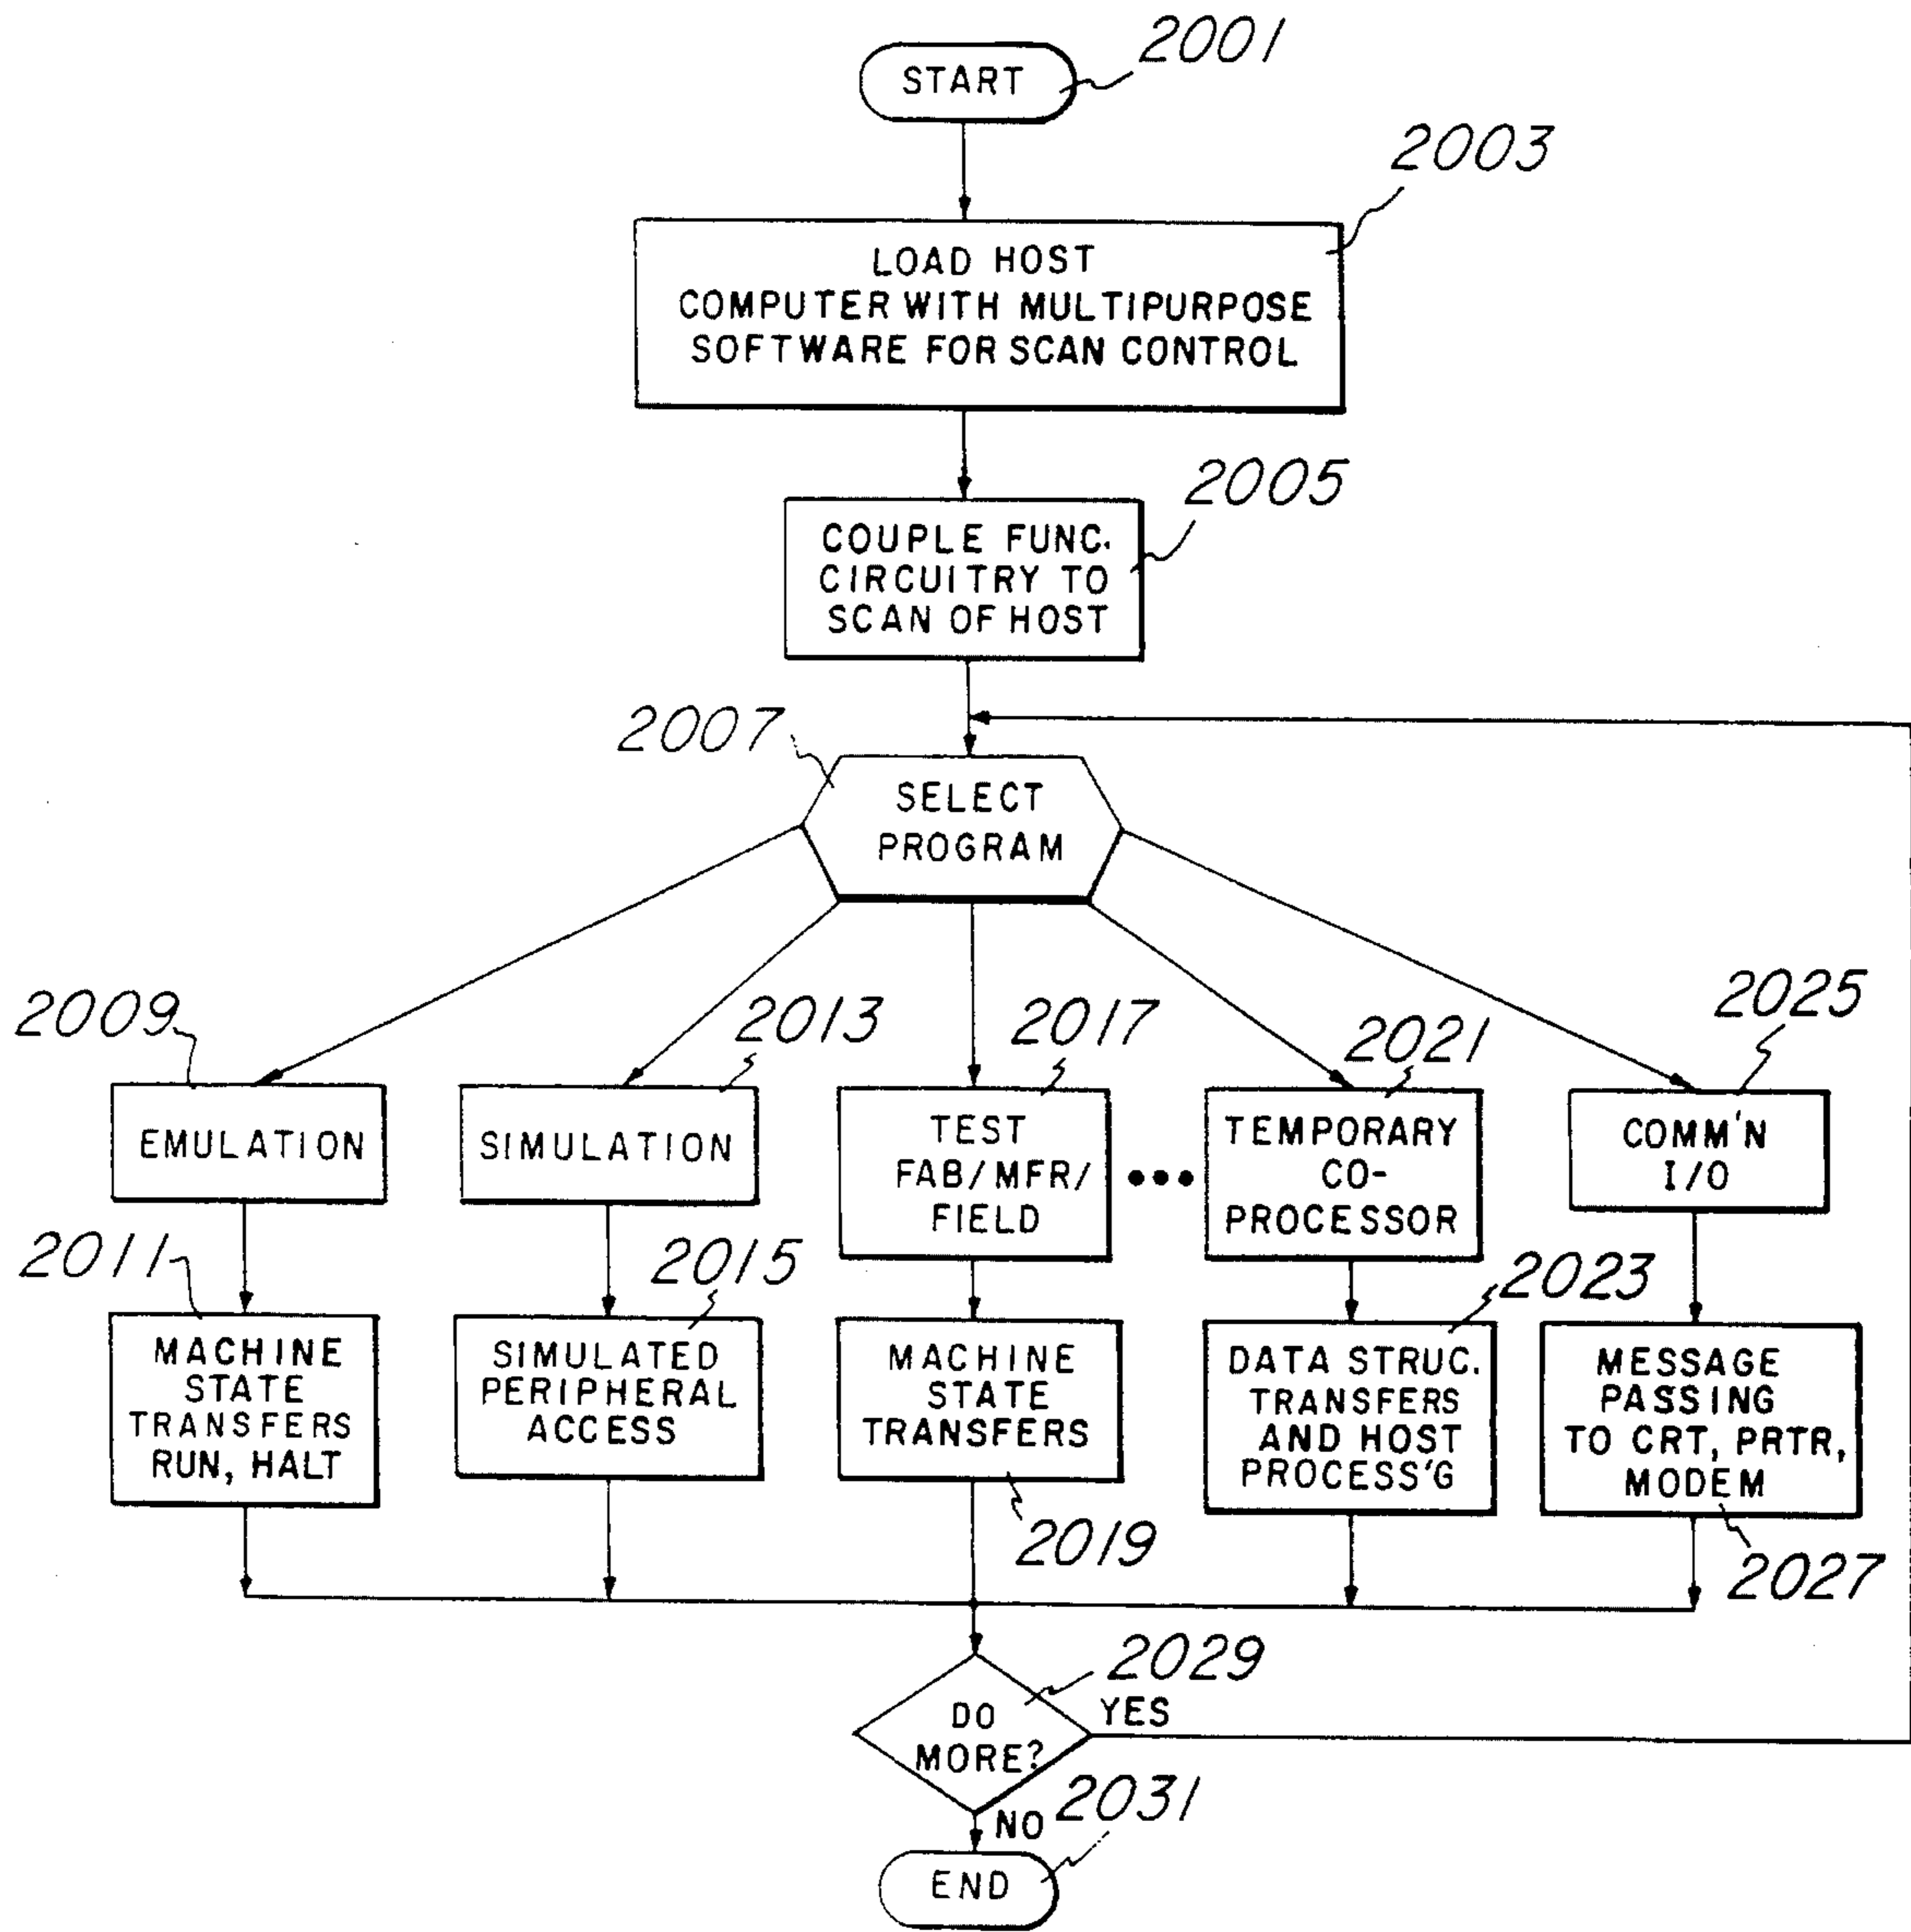 START
2001
2003
LOAD HOST
COMPUTER WITH MULTIPURPOSE
SOFTWARE FOR SCAN CONTROL
2005
COUPLE FUNC.
CIRCUITRY TO
SCAN OF HOST
2007
SELECT
PROGRAM
2009
EMULATION
2011
MACHINE
STATE
TRANSFERS
RUN, HALT
2013
SIMULATION
2015
SIMULATED
PERIPHERAL
ACCESS
2017
TEST
FAB/MFR/
FIELD
MACHINE
STATE
TRANSFERS
2019
•••
2021
TEMPORARY
CO-
PROCESSOR
2023
DATA STRUC.
TRANSFERS
AND HOST
PROCESS'G
2025
COMM'N
I/O
MESSAGE
PASSING
TO CRT, PRTR,
MODEM
2027
2029
DO
MORE?
YES
NO
2031
END